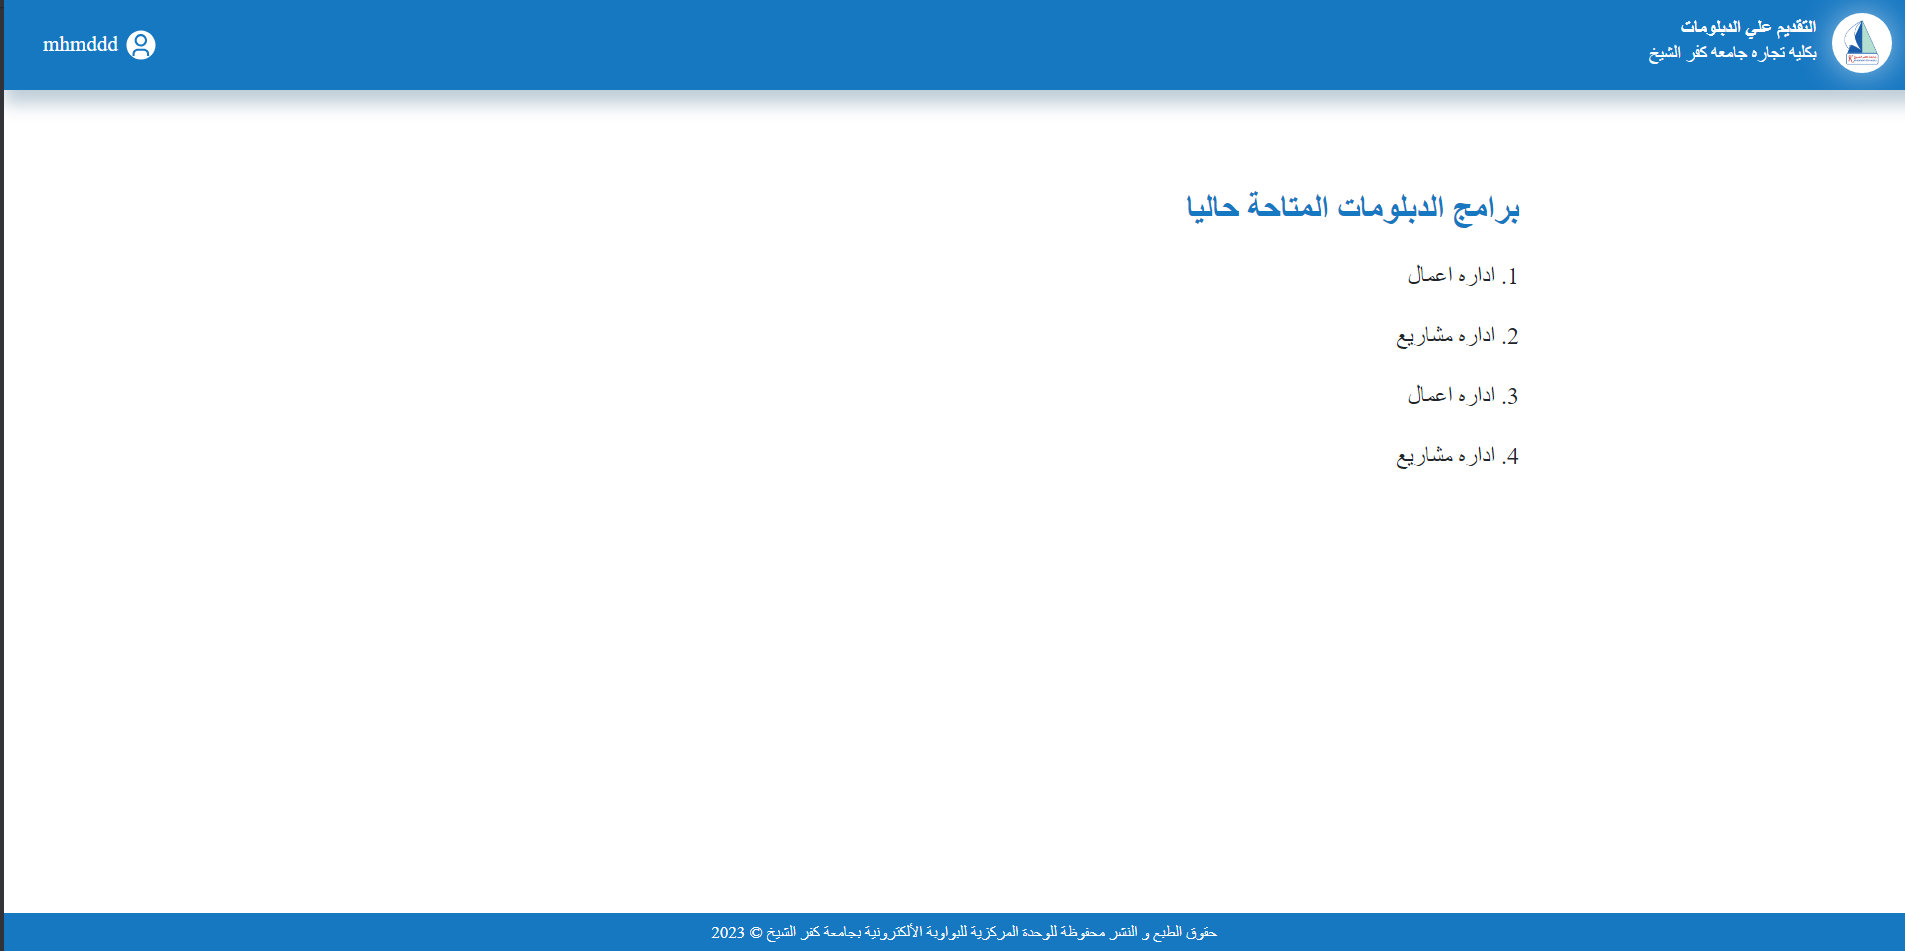 التقديم علي الدبلومات
بكليه تجاره جامعه كفر الشيخ
mhmddd
برامج الدبلومات المتاحة حاليا
1. اداره اعمال
2. اداره مشاريع
3. اداره اعمال
4. اداره مشاريع
حقوق الطبع و النشر محفوظة للوحدة المركزية للبواوبة الألكترونية بجامعة كفر الشيخ © 2023